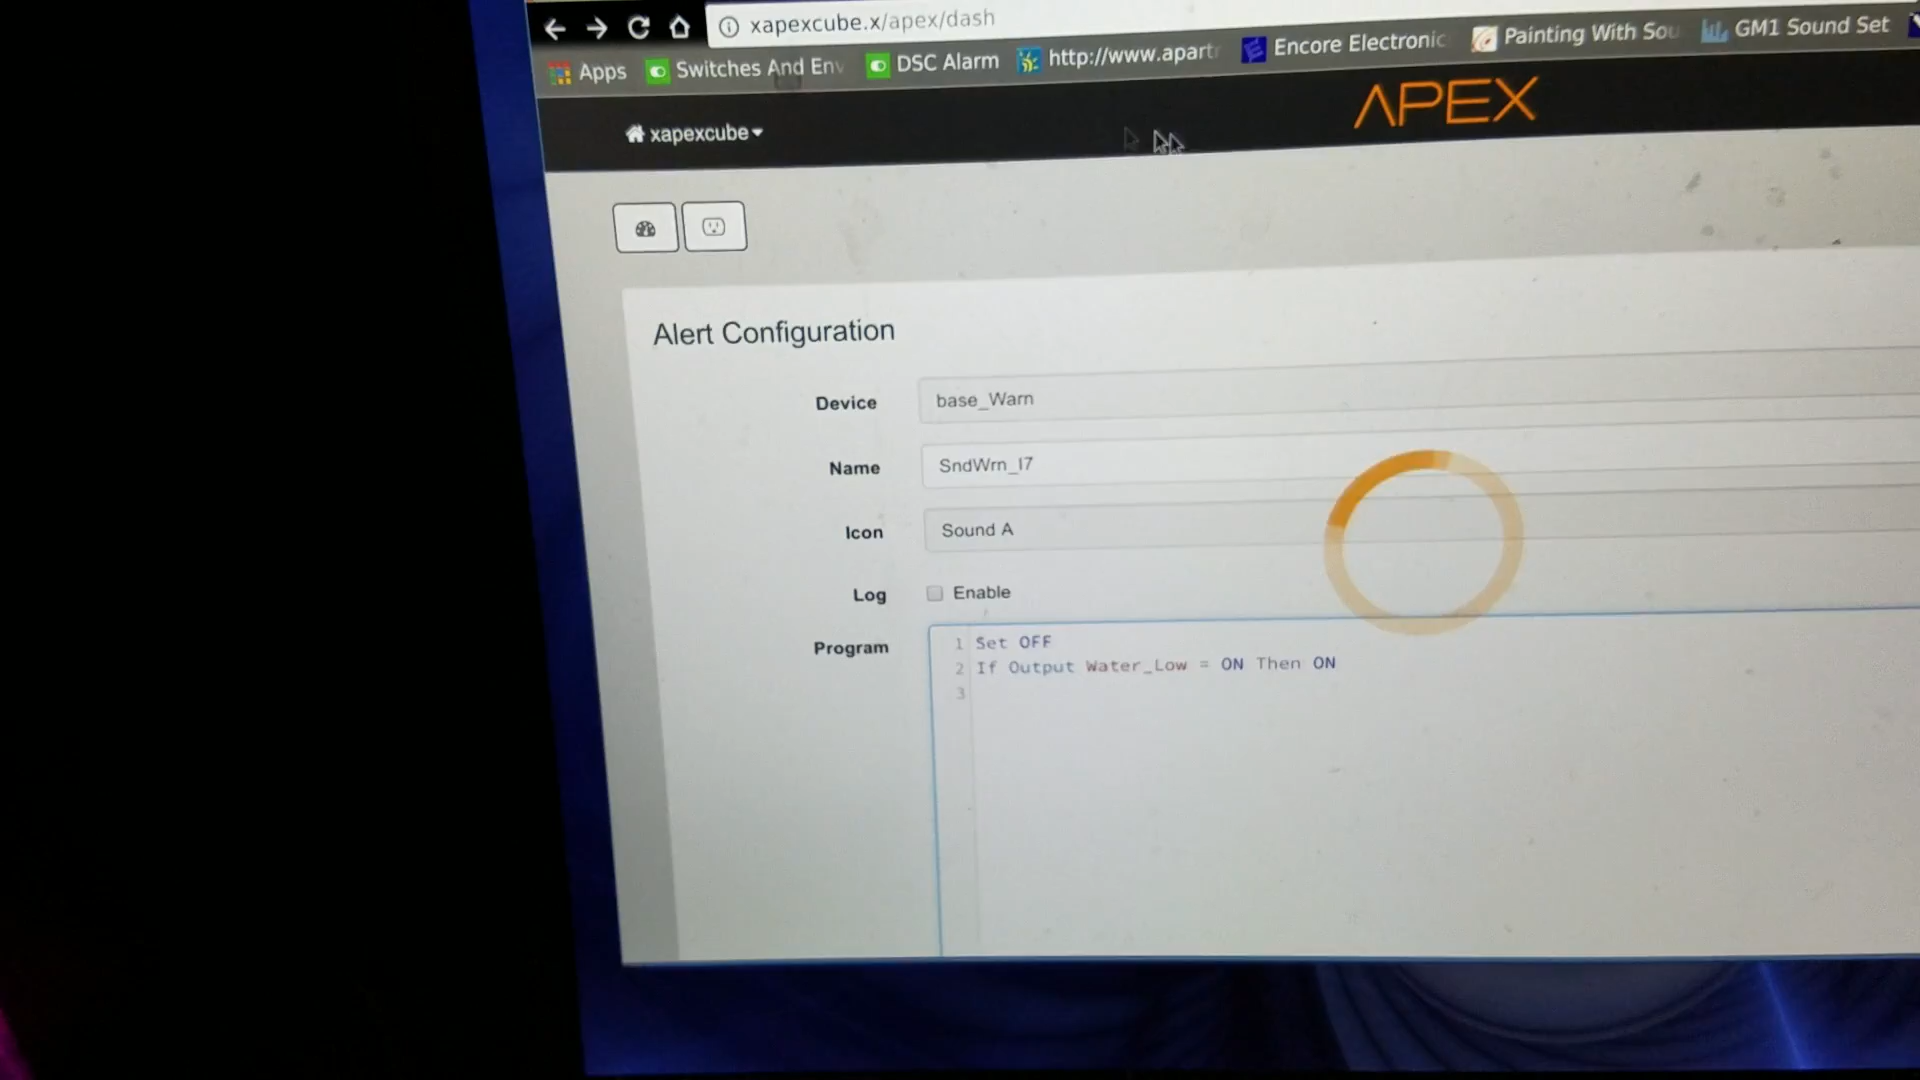 xapexcube.x/apex/dash
Apps Switches And Env DSC Alarm http://www.apart Encore Electronic Painting With Sou GM1 Sound Set
xapexcube APEX
Alert Configuration
Device base_Warn
Name SndWrn_I7
Icon Sound A
Log Enable
Program
1 Set OFF
2 If Output Water_Low = ON Then ON
3